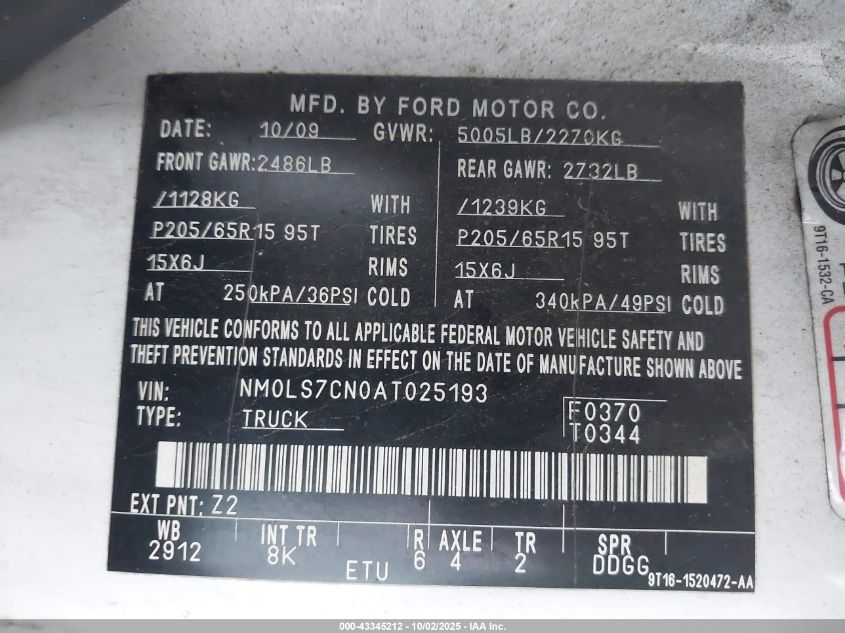 MFD. BY FORD MOTOR CO.
DATE: 10/09 GVWR: 5005LB/2270KG
FRONT GAWR:2486LB REAR GAWR: 2732LB
/1128KG WITH /1239KG WITH
P205/65R15 95T TIRES P205/65R15 95T TIRES
15X6J RIMS 15X6J RIMS
AT 250kPA/36PSI COLD AT 340kPA/49PSI COLD
THIS VEHICLE CONFORMS TO ALL APPLICABLE FEDERAL MOTOR VEHICLE SAFETY AND
THEFT PREVENTION STANDARDS IN EFFECT ON THE DATE OF MANUFACTURE SHOWN ABOVE
VIN: NM0LS7CN0AT025193
TYPE: TRUCK
F0370
T0344
EXT PNT: Z2
WB INT TR R AXLE TR SPR
2912 8K 6 4 2 DDGG
ETU 9T16-1520472-AA
9T16-1532-CA
000-43345212 - 10/02/2025 - IAA Inc.